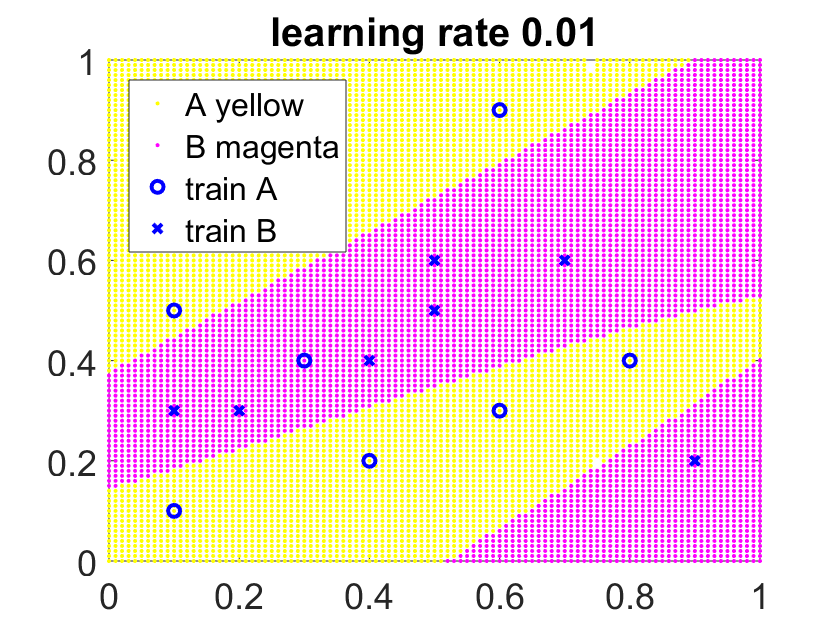 learning rate 0.01
1
A yellow
B magenta
0.8
train A
train B
0.6
0.4
0.2
0
0 0.2 0.4 0.6 0.8 1